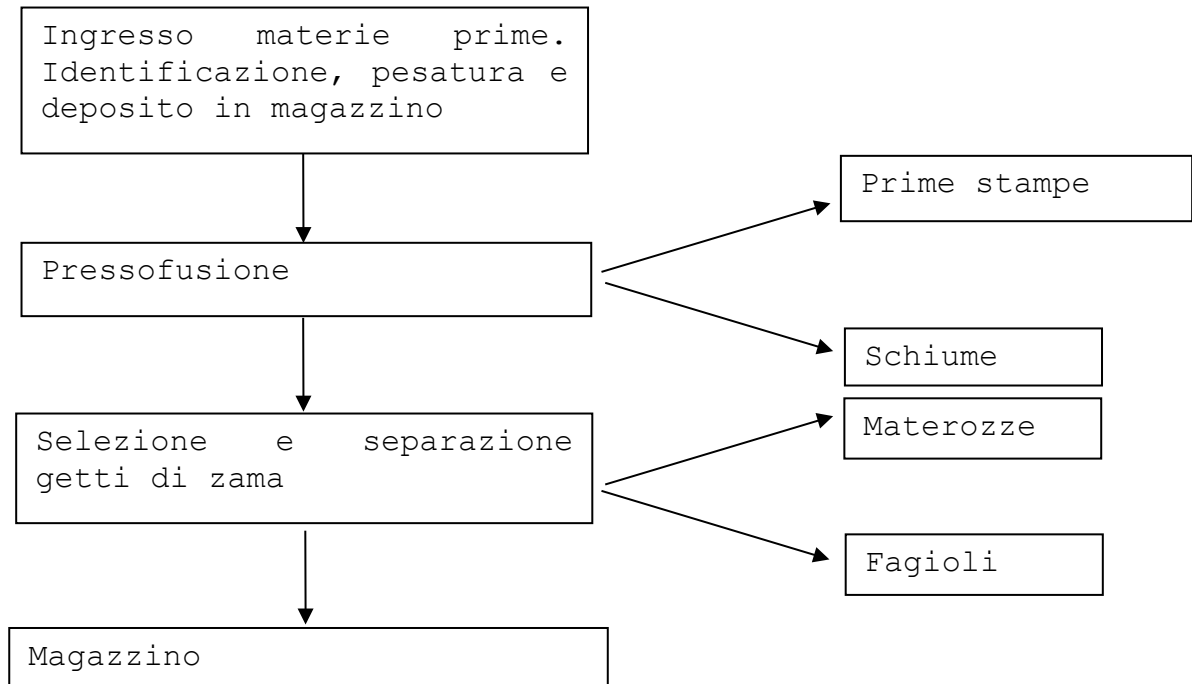 Ingresso materie prime.
Identificazione, pesatura e
deposito in magazzino
Prime stampe
Pressofusione
Schiume
Materozze
Selezione e separazione
getti di zama
Fagioli
Magazzino